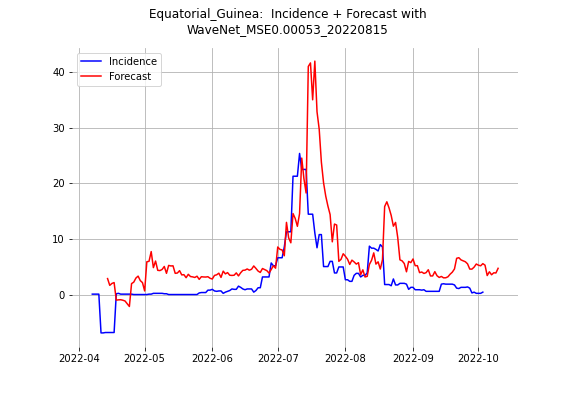 Equatorial_Guinea:  Incidence + Forecast with
WaveNet_MSE0.00053_20220815
Incidence
Forecast
40
30
20
10
0
2022-04 2022-05 2022-06 2022-07 2022-08 2022-09 2022-10